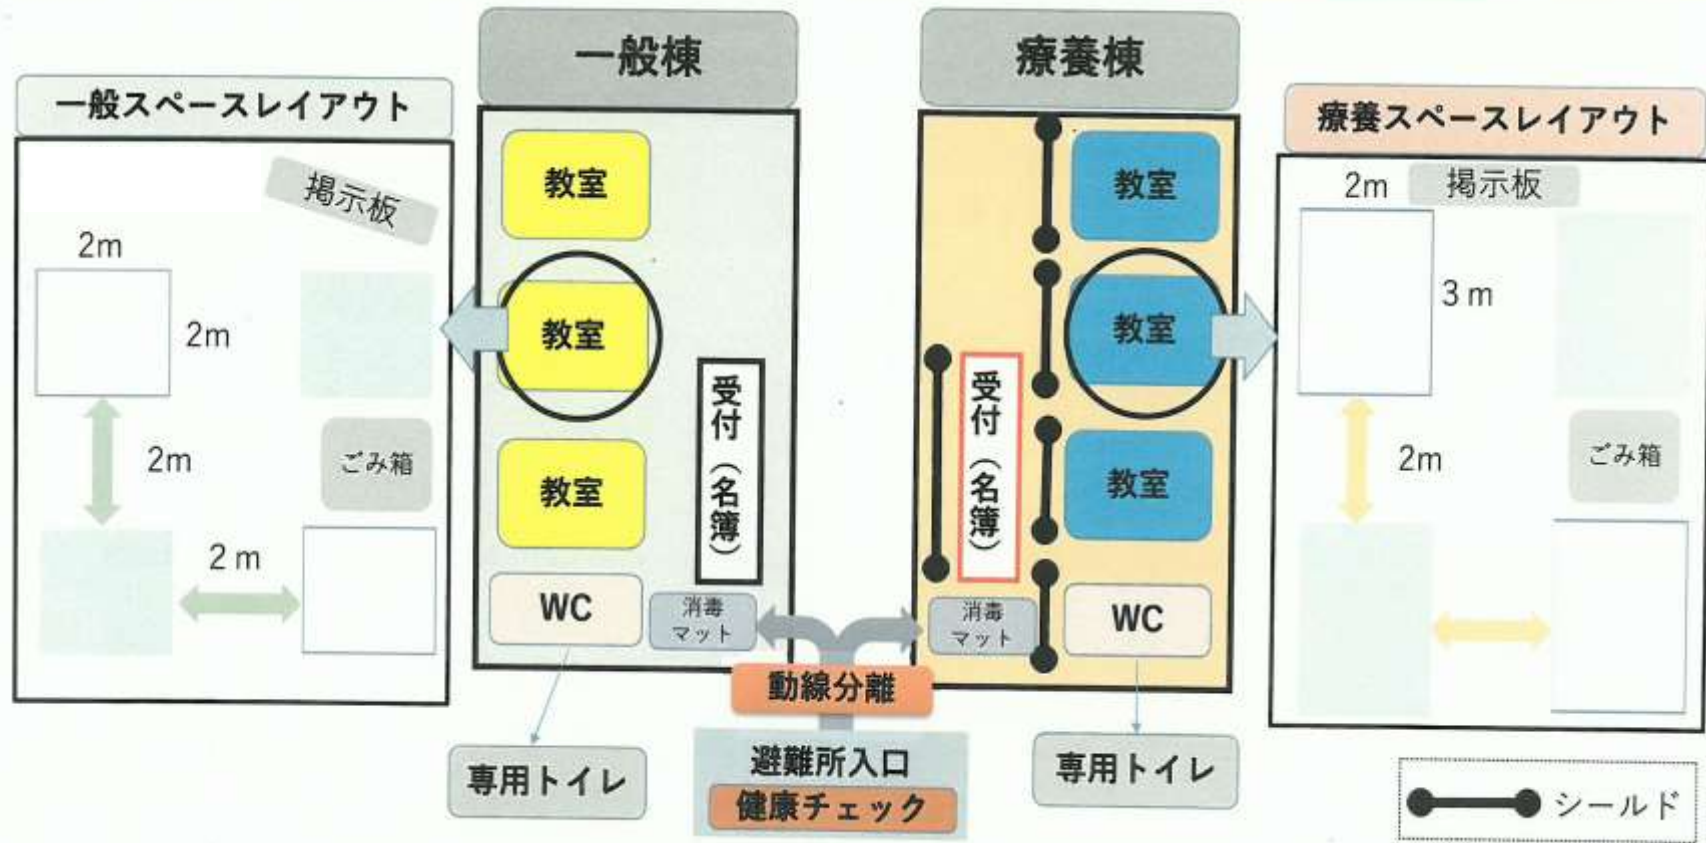 一般棟
療養棟
一般スペースレイアウト
療養スペースレイアウト
掲示板
2m
2m
2m
ごみ箱
2 m
教室
教室
教室
受付（名簿）
WC
消毒
マット
専用トイレ
動線分離
避難所入口
健康チェック
教室
教室
教室
受付（名簿）
消毒
マット
WC
専用トイレ
2m
掲示板
3 m
2m
ごみ箱
シールド